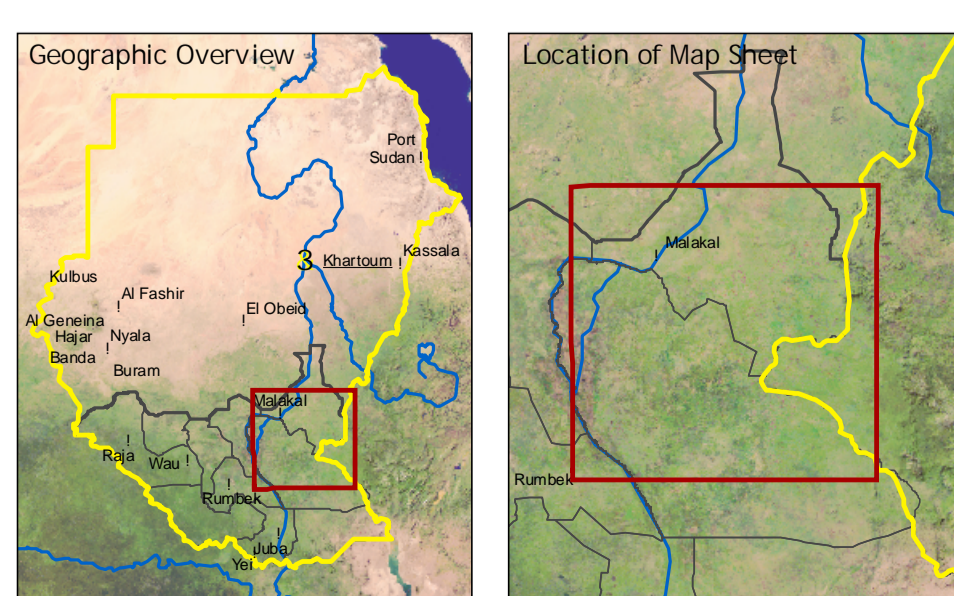 Geographic Overview
Port
Sudan !
3 Khartoum !
Kassala
Kulbus
Al Fashir
!
El Obeid
!
Al Geneina
Hajar
Nyala
!
Banda
Buram
Malakal
!
!
Raja
Wau !
!
Rumbek
!
Juba
Yei
Location of Map Sheet
Malakal
!
Rumbek